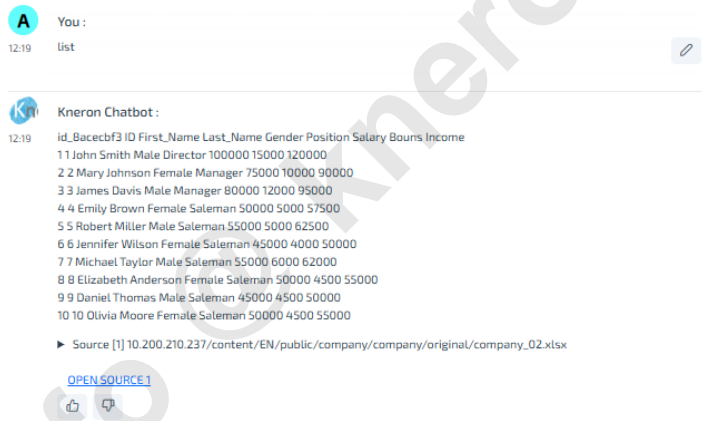 A
You :
12:19
list
Kn
Kneron Chatbot :
12:19
id_8acecbf3 ID First_Name Last_Name Gender Position Salary Bouns Income
1 1 John Smith Male Director 100000 15000 120000
2 2 Mary Johnson Female Manager 75000 10000 90000
3 3 James Davis Male Manager 80000 12000 95000
4 4 Emily Brown Female Saleman 50000 5000 57500
5 5 Robert Miller Male Saleman 55000 5000 62500
6 6 Jennifer Wilson Female Saleman 45000 4000 50000
7 7 Michael Taylor Male Saleman 55000 6000 62000
8 8 Elizabeth Anderson Female Saleman 50000 4500 55000
9 9 Daniel Thomas Male Saleman 45000 4500 50000
10 10 Olivia Moore Female Saleman 50000 4500 55000
Source [1] 10.200.210.237/content/EN/public/company/company/original/company_02.xlsx
OPEN SOURCE 1
@ kner